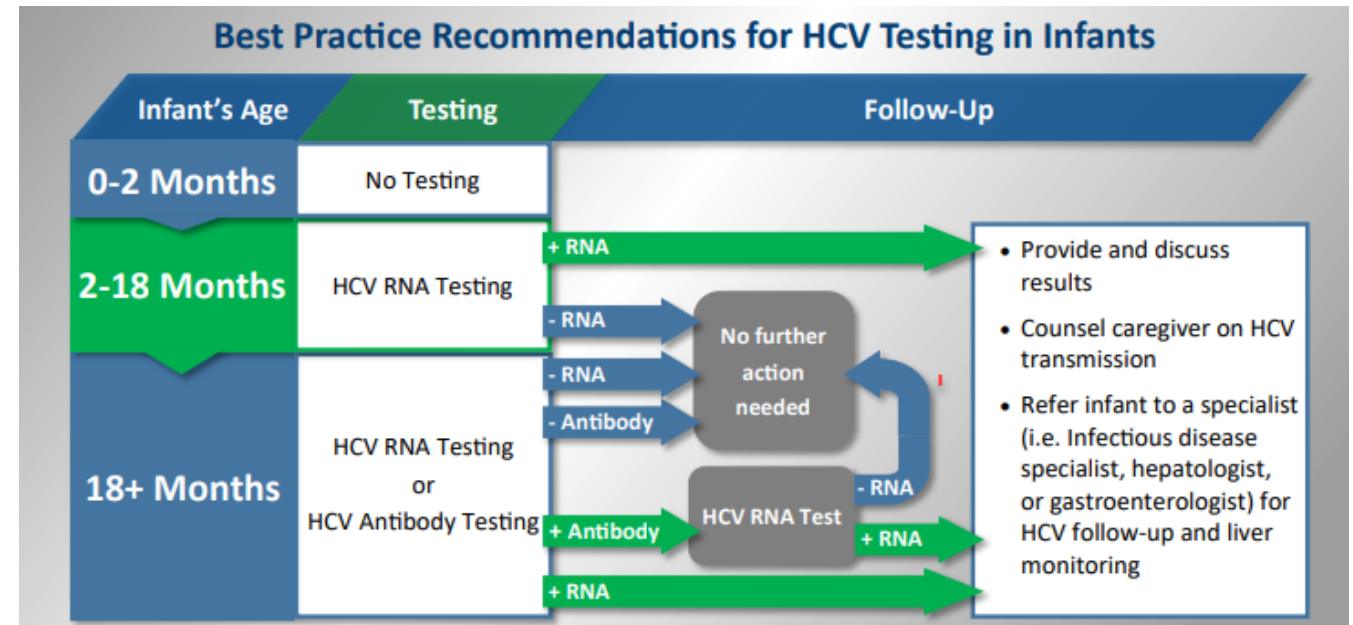 Best Practice Recommendations for HCV Testing in Infants
Infant's Age
Testing
Follow-Up
0-2 Months
No Testing
2-18 Months
HCV RNA Testing
+ RNA
- RNA
18+ Months
HCV RNA Testing
or
HCV Antibody Testing
- RNA
- Antibody
+ Antibody
+ RNA
No further
action
needed
HCV RNA Test
- RNA
+ RNA
• Provide and discuss
results
• Counsel caregiver on HCV
transmission
• Refer infant to a specialist
(i.e. Infectious disease
specialist, hepatologist,
or gastroenterologist) for
HCV follow-up and liver
monitoring